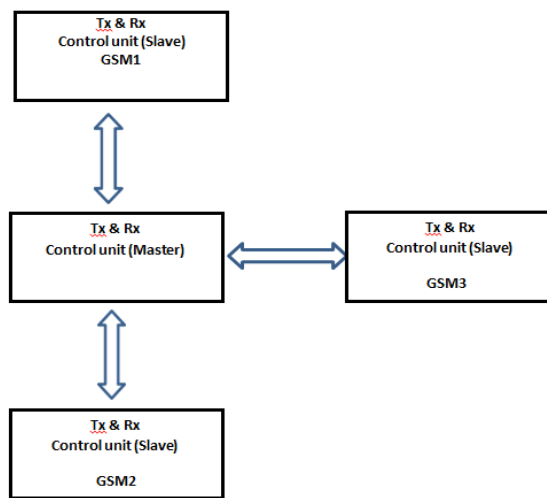 Tx & Rx
Control unit (Slave)
GSM1
Tx & Rx
Control unit (Master)
Tx & Rx
Control unit (Slave)
GSM3
Tx & Rx
Control unit (Slave)
GSM2